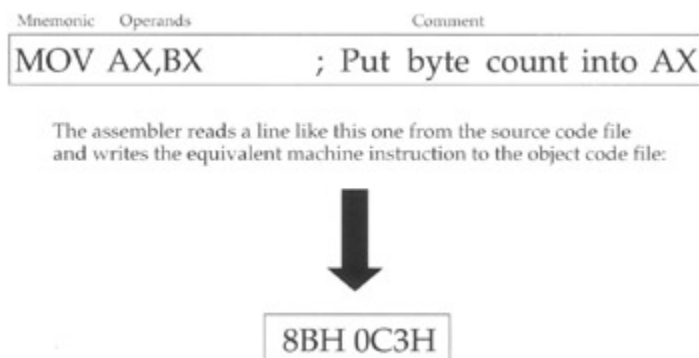 Mnemonic Operands Comment
MOV AX,BX ; Put byte count into AX
The assembler reads a line like this one from the source code file
and writes the equivalent machine instruction to the object code file:
8BH 0C3H